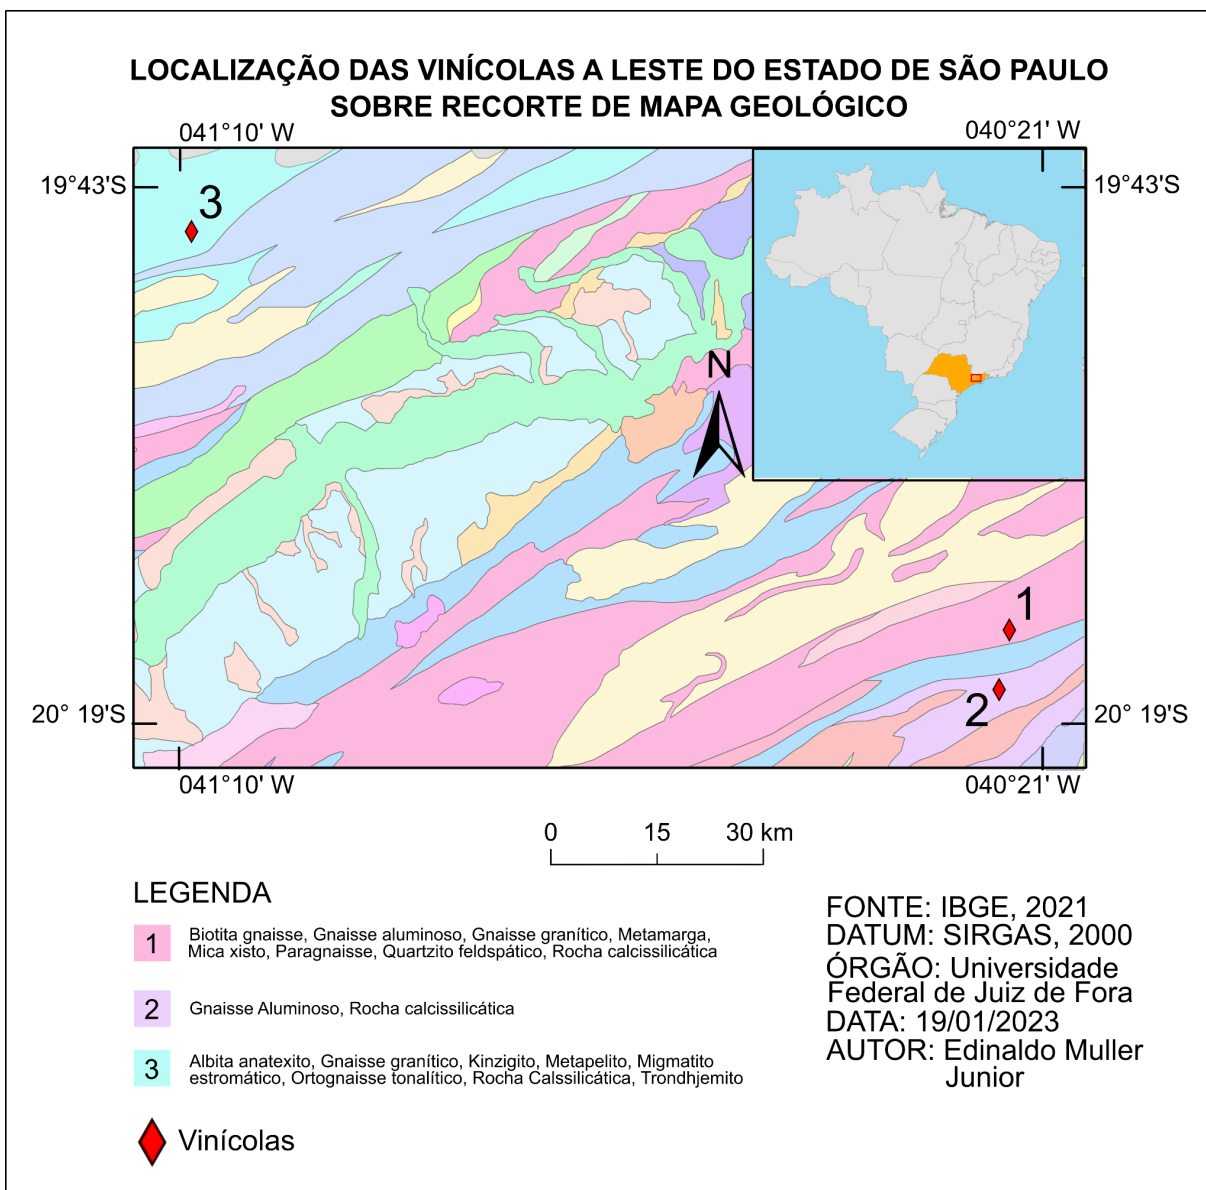 LOCALIZAÇÃO DAS VINÍCOLAS A LESTE DO ESTADO DE SÃO PAULO
SOBRE RECORTE DE MAPA GEOLÓGICO
041°10' W
040°21' W
19°43'S
19°43'S
3
N
1
2
20° 19'S
20° 19'S
041°10' W
040°21' W
0 15 30 km
LEGENDA
1 Biotita gnaisse, Gnaisse aluminoso, Gnaisse granítico, Metamarga,
Mica xisto, Paragnaisse, Quartzito feldspático, Rocha calcissilicática
2 Gnaisse Aluminoso, Rocha calcissilicática
3 Albita anatexito, Gnaisse granítico, Kinzigito, Metapelito, Migmatito
estromático, Ortognaisse tonalítico, Rocha Calssilicática, Trondhjemito
Vinícolas
FONTE: IBGE, 2021
DATUM: SIRGAS, 2000
ÓRGÃO: Universidade
Federal de Juiz de Fora
DATA: 19/01/2023
AUTOR: Edinaldo Muller
Junior